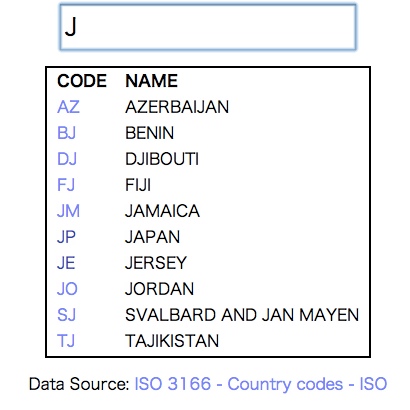 J
CODE NAME
AZ AZERBAIJAN
BJ BENIN
DJ DJIBOUTI
FJ FIJI
JM JAMAICA
JP JAPAN
JE JERSEY
JO JORDAN
SJ SVALBARD AND JAN MAYEN
TJ TAJIKISTAN
Data Source: ISO 3166 - Country codes - ISO